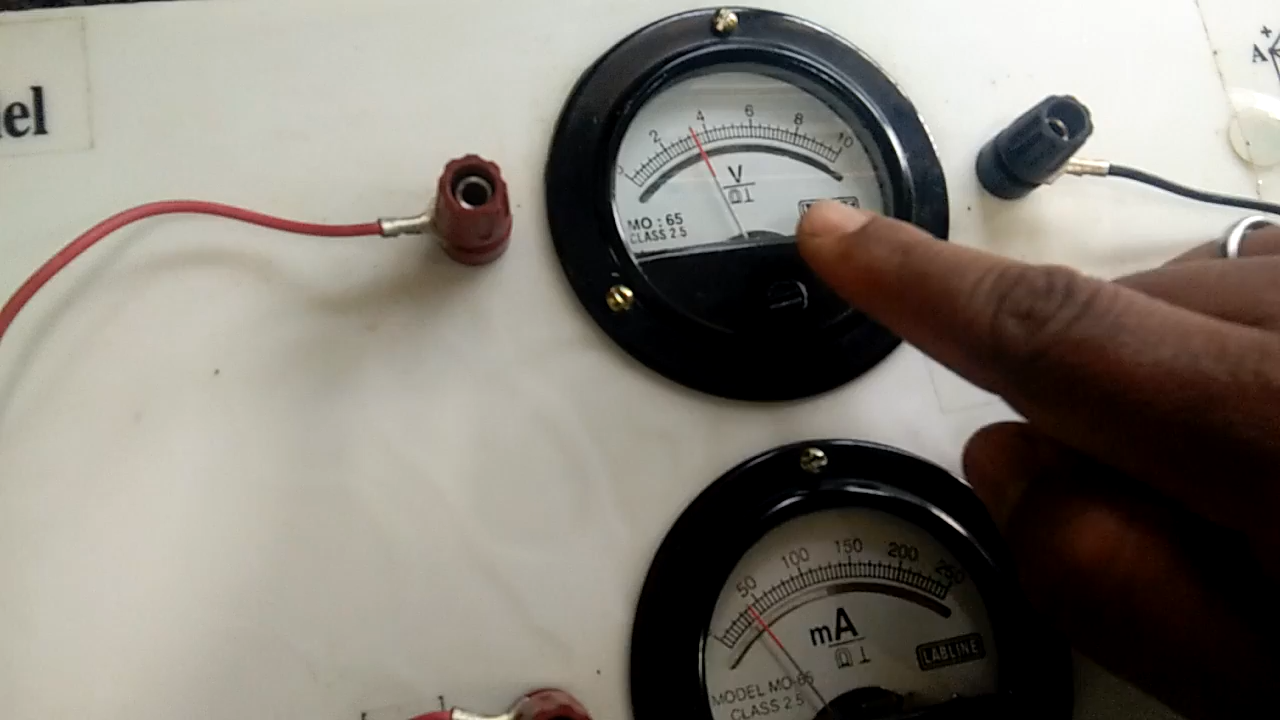 el
A
+
0 2 4 6 8 10
V
MO : 65
CLASS 2.5
50 100 150 200 250
mA
LABLINE
MODEL MO-65
CLASS 2.5